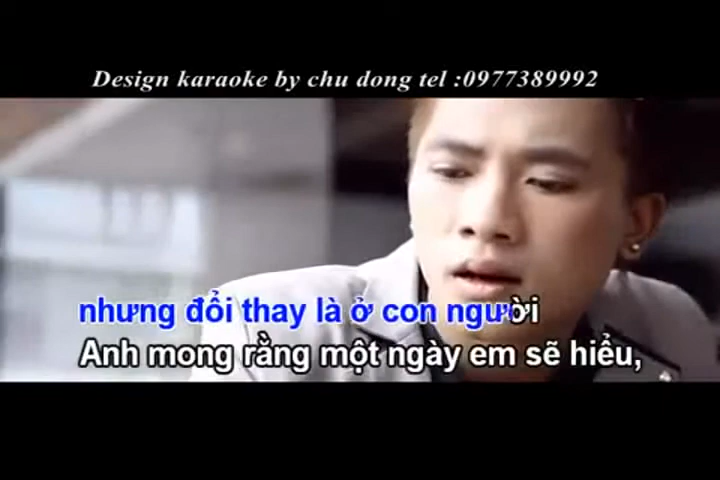 Design karaoke by chu dong tel :0977389992
nhưng đổi thay là ở con người
Anh mong rằng một ngày em sẽ hiểu,